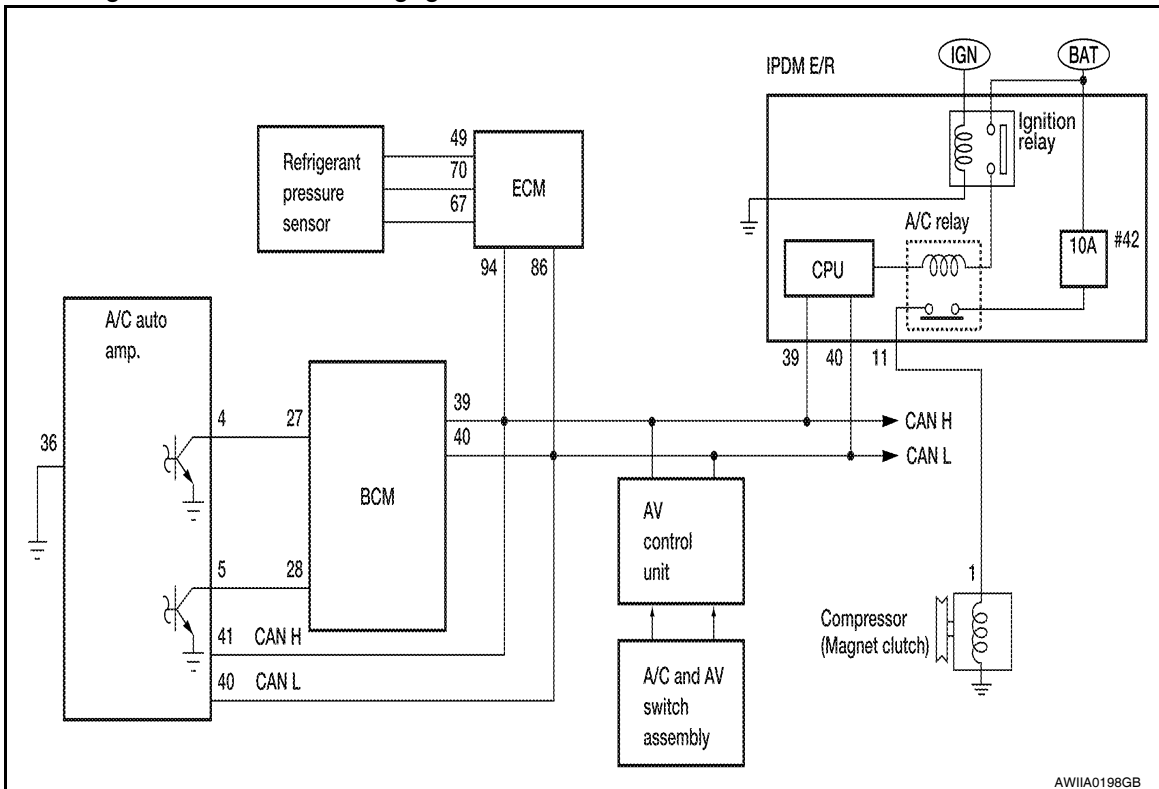 IPDM E/R
IGN
BAT
Ignition
relay
A/C relay
CPU
10A
#42
39
40
11
Refrigerant
pressure
sensor
49
70
67
ECM
94
86
A/C auto
amp.
36
4
27
5
28
BCM
39
40
41 CAN H
40 CAN L
CAN H
CAN L
AV
control
unit
A/C and AV
switch
assembly
1
Compressor
(Magnet clutch)
AWIIA0198GB